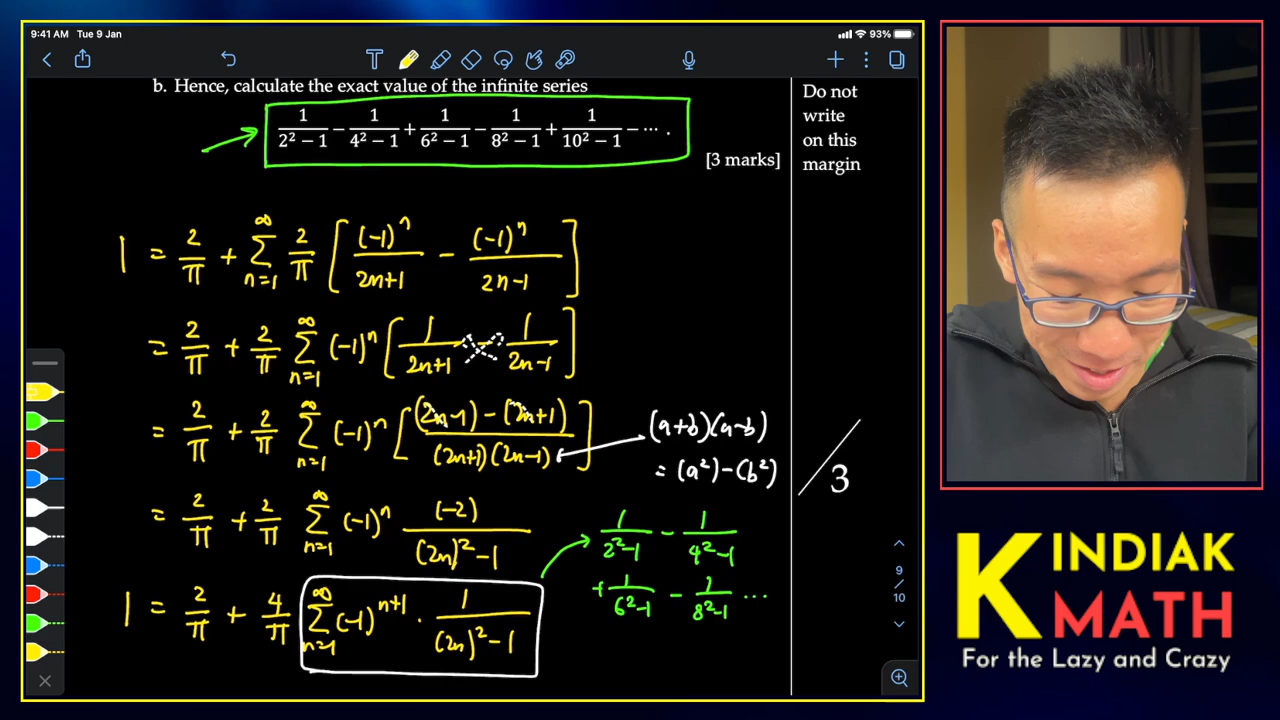 9:41 AM Tue 9 Jan
93%
b. Hence, calculate the exact value of the infinite series
1/(2² − 1) − 1/(4² − 1) + 1/(6² − 1) − 1/(8² − 1) + 1/(10² − 1) − ⋯ .
[3 marks]
Do not
write
on this
margin
1 = 2/π + ∑_{n=1}^{∞} 2/π [ (-1)^n/(2n+1) − (-1)^n/(2n-1) ]
= 2/π + 2/π ∑_{n=1}^{∞} (-1)^n [ 1/(2n+1) − 1/(2n-1) ]
= 2/π + 2/π ∑_{n=1}^{∞} (-1)^n [ ((2n-1) − (2n+1))/((2n+1)(2n-1)) ]
(a+b)(a-b)
= (a²) − (b²)
/3
= 2/π + 2/π ∑_{n=1}^{∞} (-1)^n (-2)/((2n)² − 1)
1/(2²-1) − 1/(4²-1)
+ 1/(6²-1) − 1/(8²-1) ...
1 = 2/π + 4/π ∑_{n=1}^{∞} (-1)^{n+1} · 1/((2n)² − 1)
9
/
10
KINDIAK
MATH
For the Lazy and Crazy